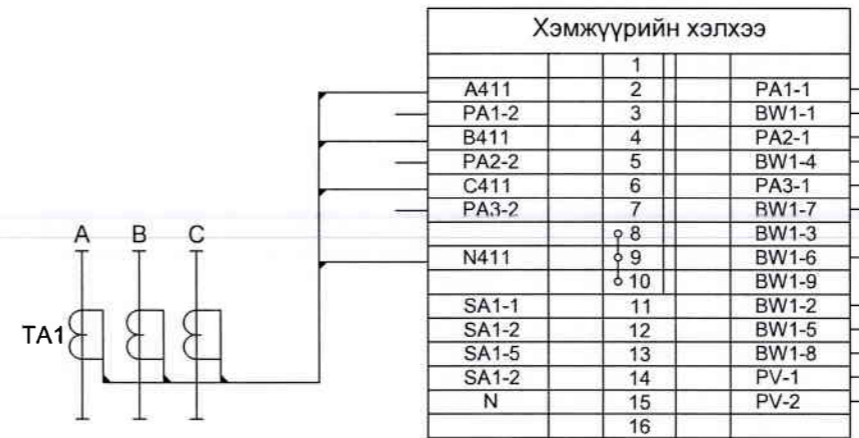 Хэмжүүрийн хэлхээ
1
A411 2 PA1-1
PA1-2 3 BW1-1
B411 4 PA2-1
PA2-2 5 BW1-4
C411 6 PA3-1
PA3-2 7 BW1-7
8 BW1-3
N411 9 BW1-6
10 BW1-9
SA1-1 11 BW1-2
SA1-2 12 BW1-5
SA1-5 13 BW1-8
SA1-2 14 PV-1
N 15 PV-2
16
A B C
TA1